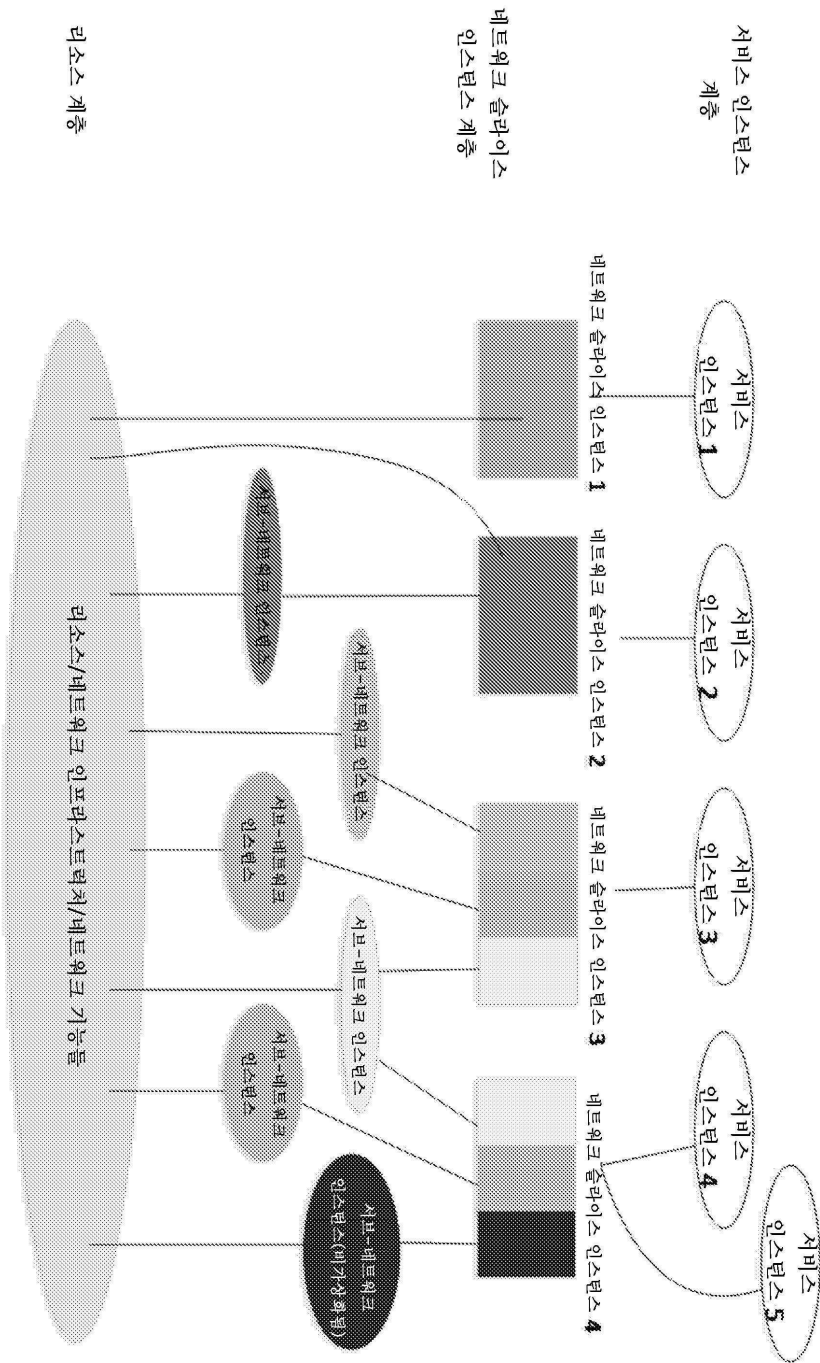 서비스 인스턴스
계층
서비스
인스턴스 1
서비스
인스턴스 2
서비스
인스턴스 3
서비스
인스턴스 4
서비스
인스턴스 5
네트워크 슬라이스
인스턴스 계층
네트워크 슬라이스 인스턴스 1
네트워크 슬라이스 인스턴스 2
네트워크 슬라이스 인스턴스 3
네트워크 슬라이스 인스턴스 4
서브-네트워크 인스턴스
서브-네트워크 인스턴스
서브-네트워크
인스턴스
서브-네트워크 인스턴스
서브-네트워크
인스턴스
서브-네트워크
인스턴스(비가상화됨)
리소스 계층
리소스/네트워크 인프라스트럭처/네트워크 기능들